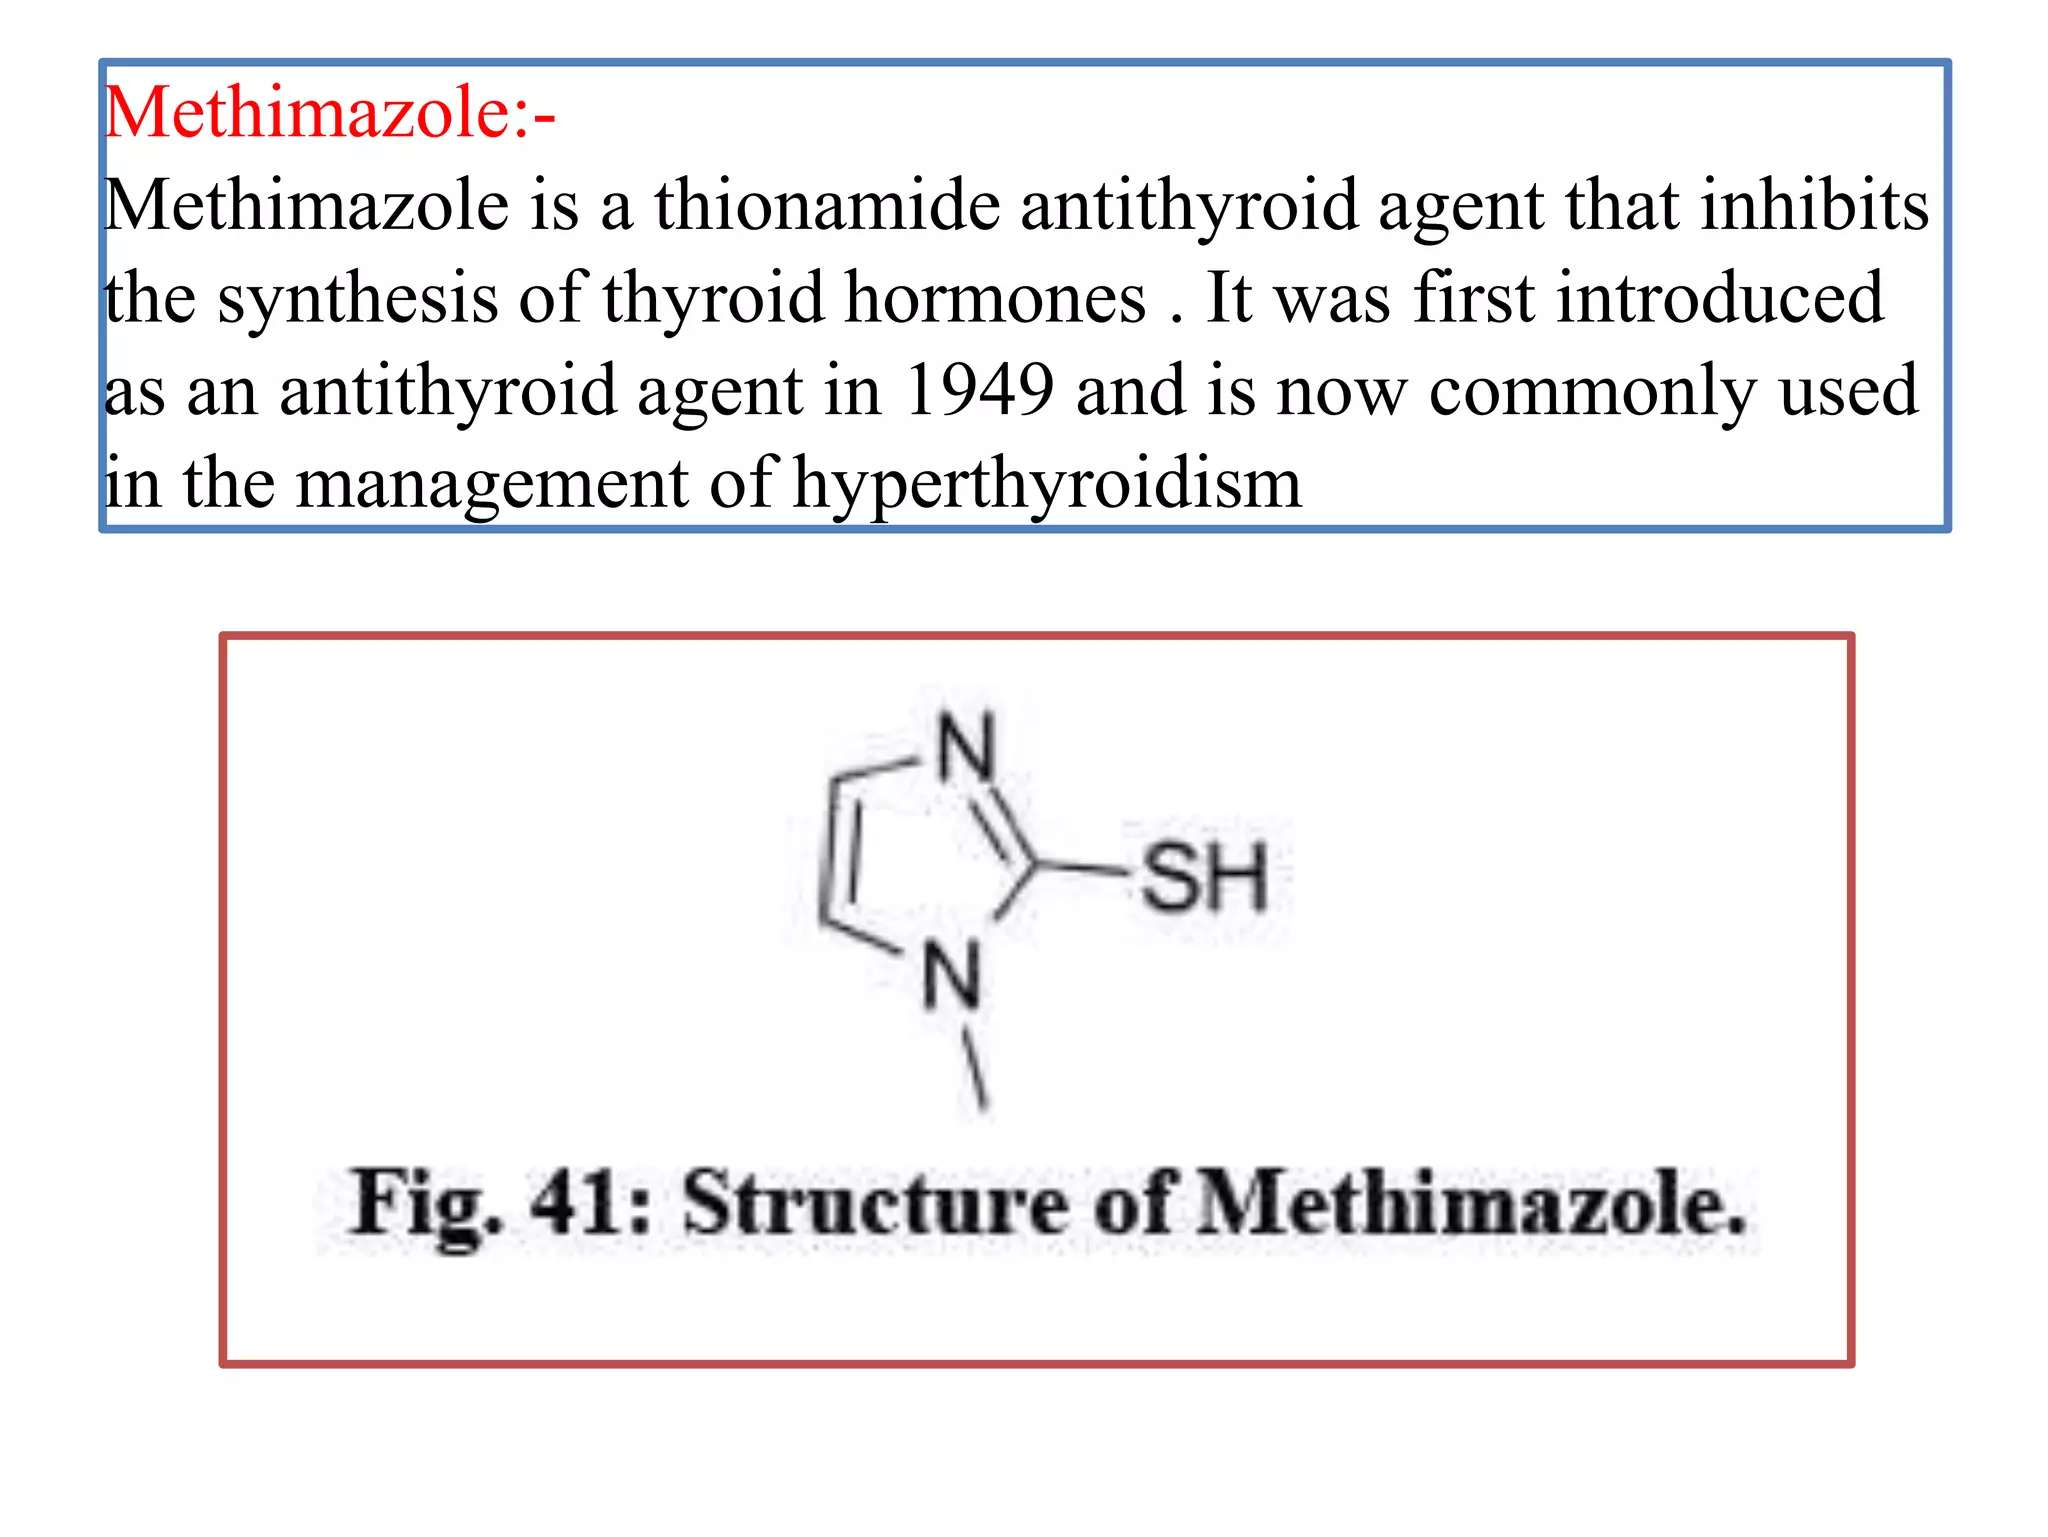 Methimazole:-
Methimazole is a thionamide antithyroid agent that inhibits
the synthesis of thyroid hormones . It was first introduced
as an antithyroid agent in 1949 and is now commonly used
in the management of hyperthyroidism
N
SH
N
Fig. 41: Structure of Methimazole.